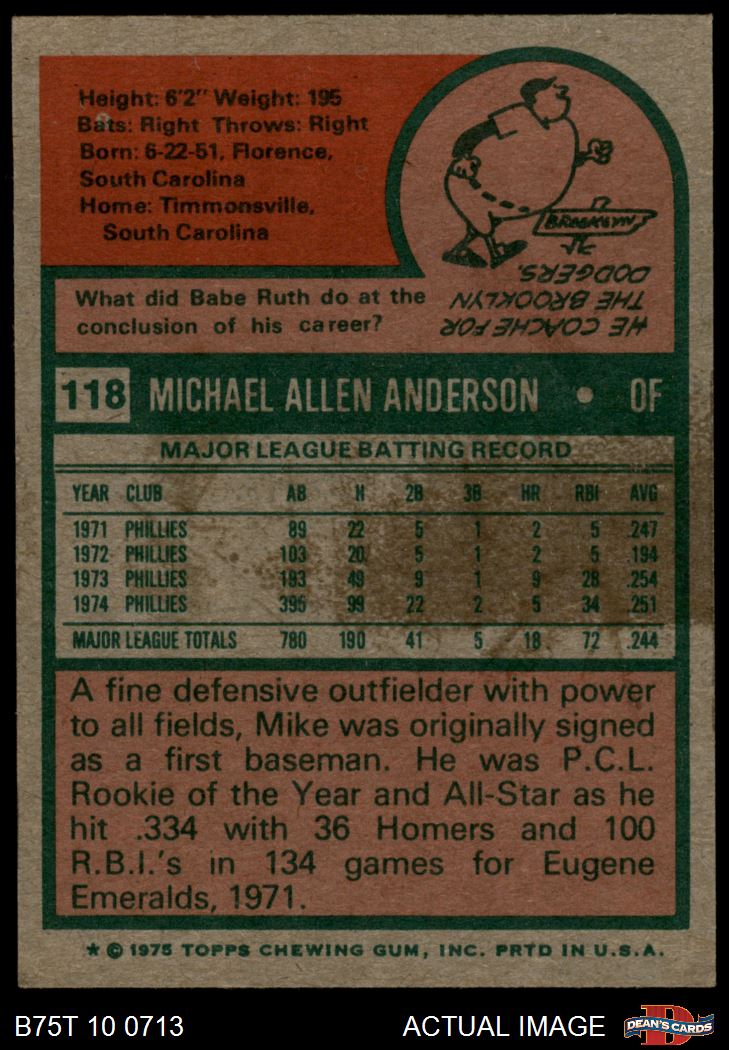 Height: 6'2" Weight: 195
Bats: Right Throws: Right
Born: 6-22-51, Florence,
South Carolina
Home: Timmonsville,
South Carolina
BROOKLYN
What did Babe Ruth do at the
conclusion of his career?
HE COACHE FOR
THE BROOKLYN
DODGERS.
118 MICHAEL ALLEN ANDERSON • OF
MAJOR LEAGUE BATTING RECORD
YEAR CLUB AB H 2B 3B HR RBI AVG
1971 PHILLIES 89 22 5 1 2 5 .247
1972 PHILLIES 103 20 5 1 2 5 .194
1973 PHILLIES 193 49 9 1 9 28 .254
1974 PHILLIES 395 99 22 2 5 34 .251
MAJOR LEAGUE TOTALS 780 190 41 5 18 72 .244
A fine defensive outfielder with power
to all fields, Mike was originally signed
as a first baseman. He was P.C.L.
Rookie of the Year and All-Star as he
hit .334 with 36 Homers and 100
R.B.I.'s in 134 games for Eugene
Emeralds, 1971.
★ © 1975 TOPPS CHEWING GUM, INC. PRTD IN U.S.A.
B75T 10 0713 ACTUAL IMAGE D DEAN'S CARDS